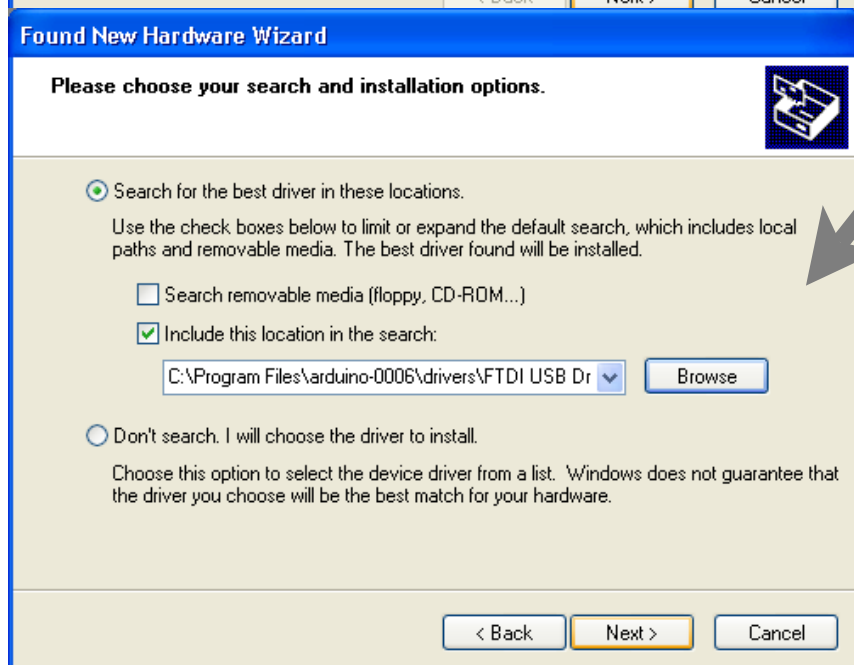 < Back Next > Cancel
Found New Hardware Wizard
Please choose your search and installation options.
Search for the best driver in these locations.
Use the check boxes below to limit or expand the default search, which includes local
paths and removable media. The best driver found will be installed.
Search removable media (floppy, CD-ROM...)
Include this location in the search:
C:\Program Files\arduino-0006\drivers\FTDI USB Dr
Browse
Don't search. I will choose the driver to install.
Choose this option to select the device driver from a list.  Windows does not guarantee that
the driver you choose will be the best match for your hardware.
< Back Next > Cancel